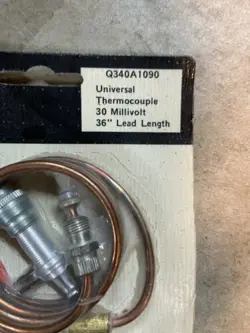 Q340A1090
Universal
Thermocouple
30 Millivolt
36" Lead Length